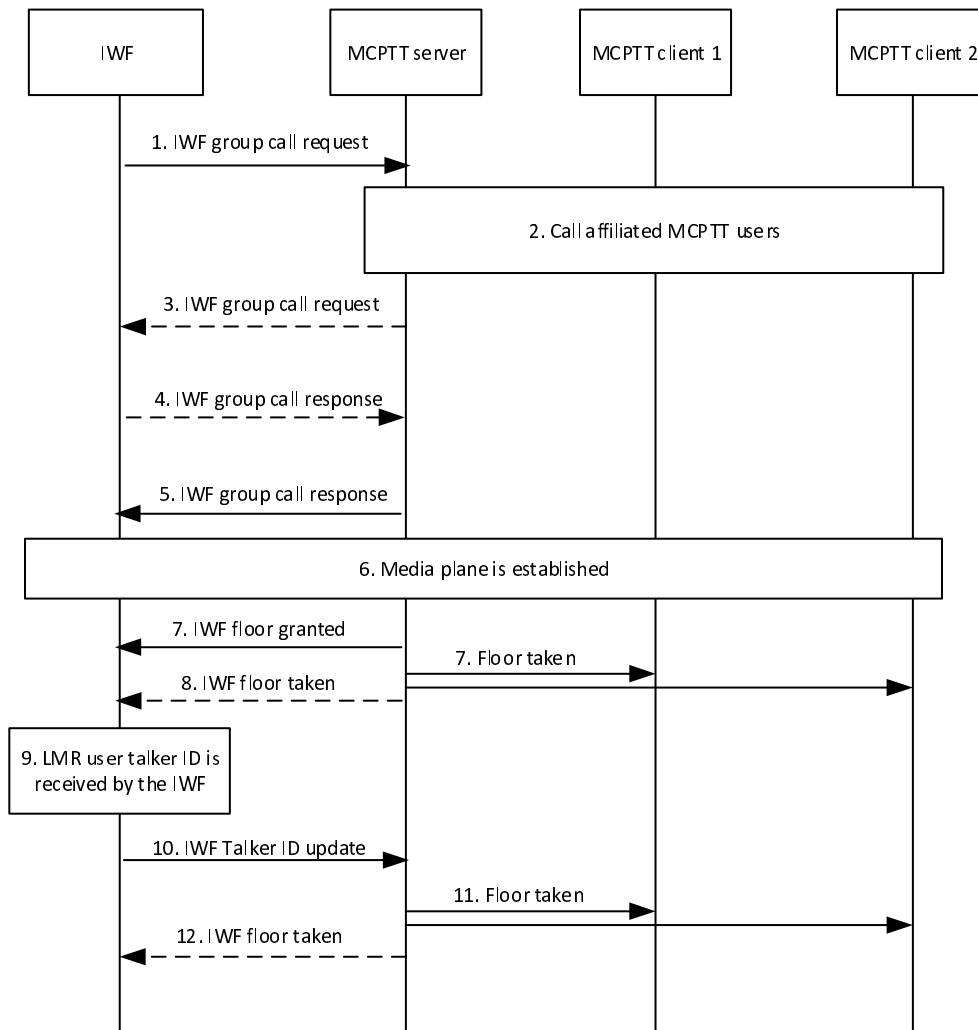 IWF
MCPTT server
MCPTT client 1
MCPTT client 2
1. IWF group call request
2. Call affiliated MCPTT users
3. IWF group call request
4. IWF group call response
5. IWF group call response
6. Media plane is established
7. IWF floor granted
7. Floor taken
8. IWF floor taken
9. LMR user talker ID is
received by the IWF
10. IWF Talker ID update
11. Floor taken
12. IWF floor taken